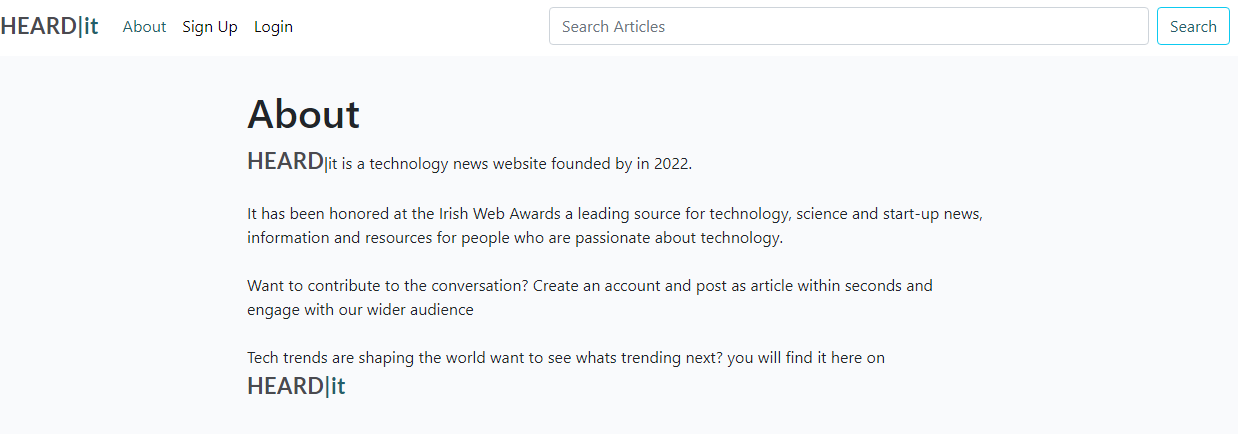 HEARD|it About Sign Up Login Search Articles Search
About
HEARD|it is a technology news website founded by in 2022.
It has been honored at the Irish Web Awards a leading source for technology, science and start-up news,
information and resources for people who are passionate about technology.
Want to contribute to the conversation? Create an account and post as article within seconds and
engage with our wider audience
Tech trends are shaping the world want to see whats trending next? you will find it here on
HEARD|it